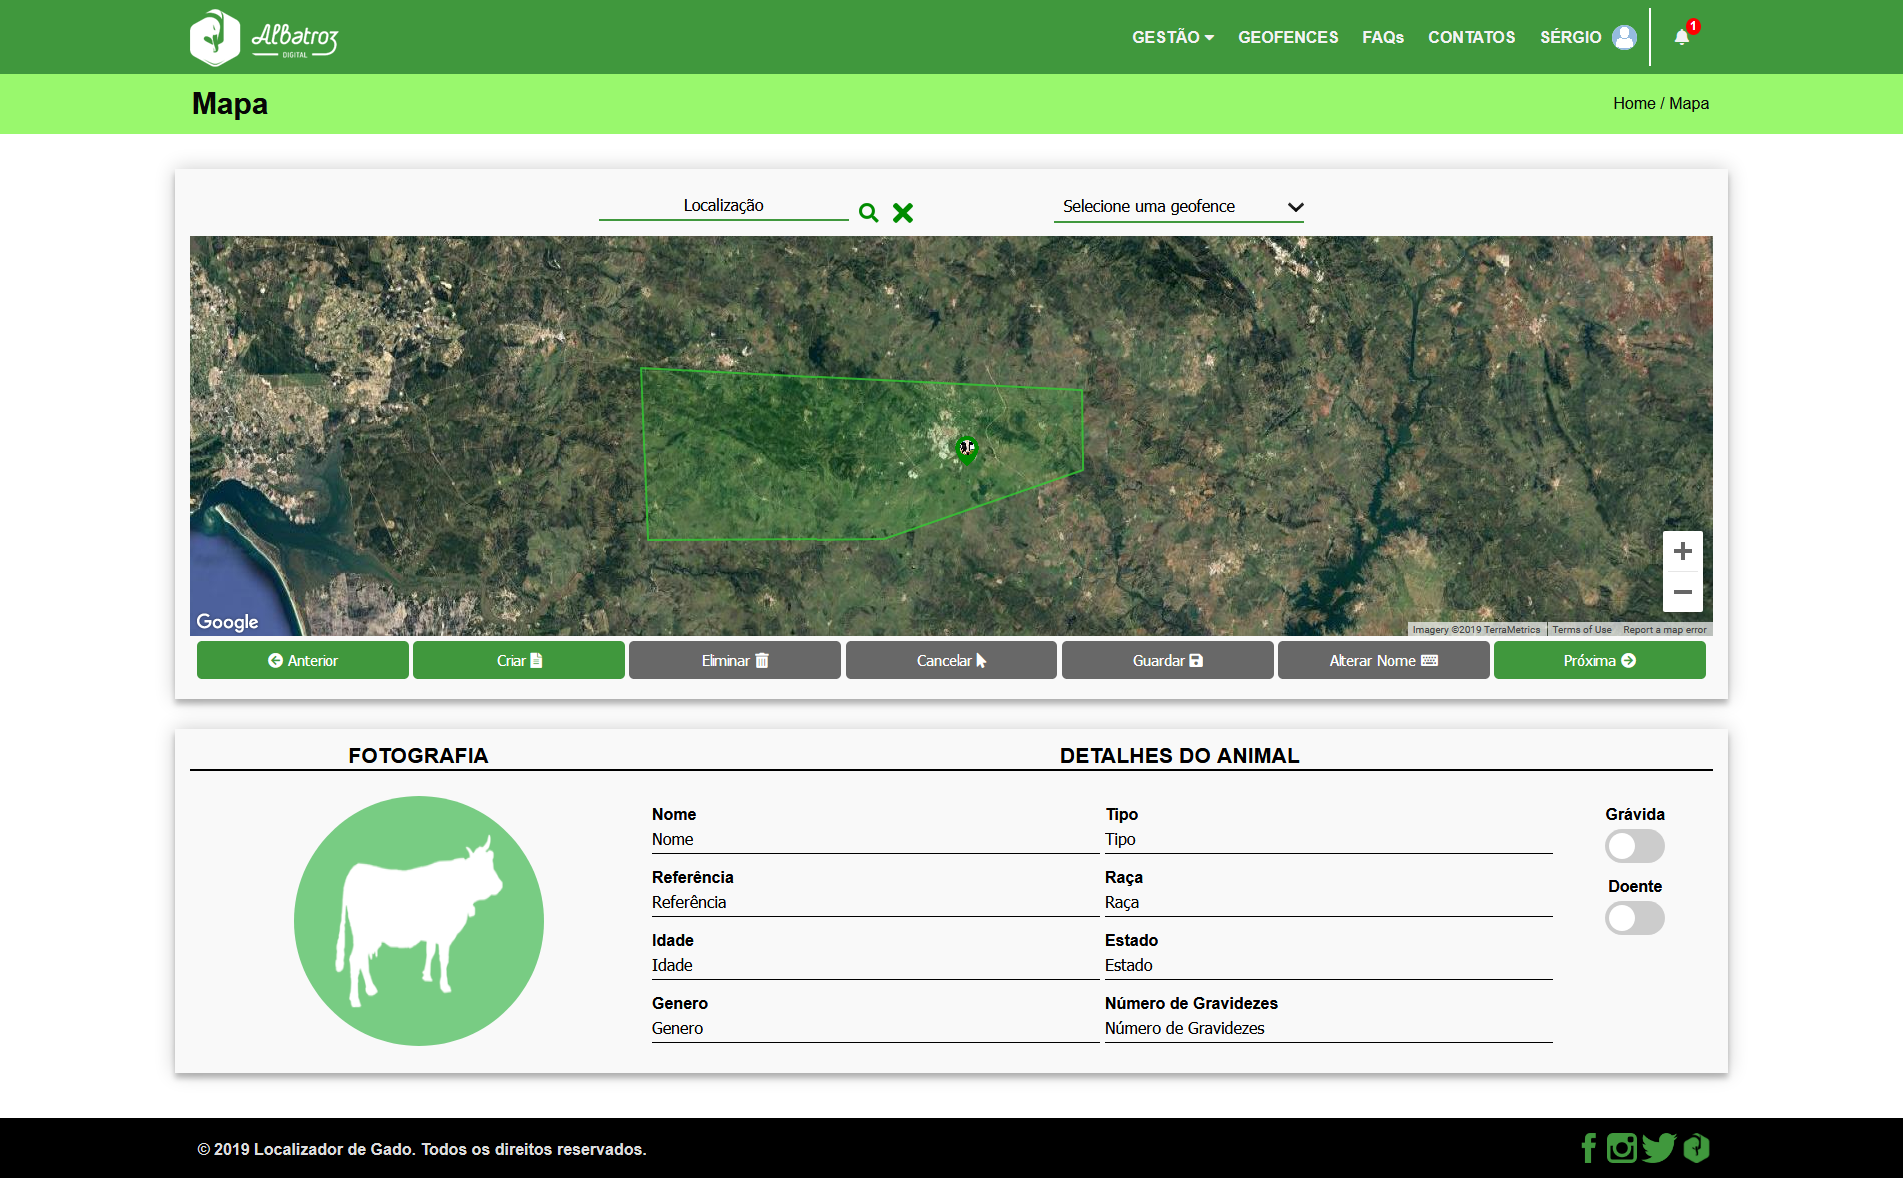 Albatroz
DIGITAL
GESTÃO
GEOFENCES
FAQs
CONTATOS
SÉRGIO
1
Mapa
Home / Mapa
Localização
Selecione uma geofence
Google
Imagery ©2019 TerraMetrics
Terms of Use
Report a map error
Anterior
Criar
Eliminar
Cancelar
Guardar
Alterar Nome
Próxima
FOTOGRAFIA
DETALHES DO ANIMAL
Nome
Nome
Tipo
Tipo
Grávida
Referência
Referência
Raça
Raça
Doente
Idade
Idade
Estado
Estado
Genero
Genero
Número de Gravidezes
Número de Gravidezes
© 2019 Localizador de Gado. Todos os direitos reservados.